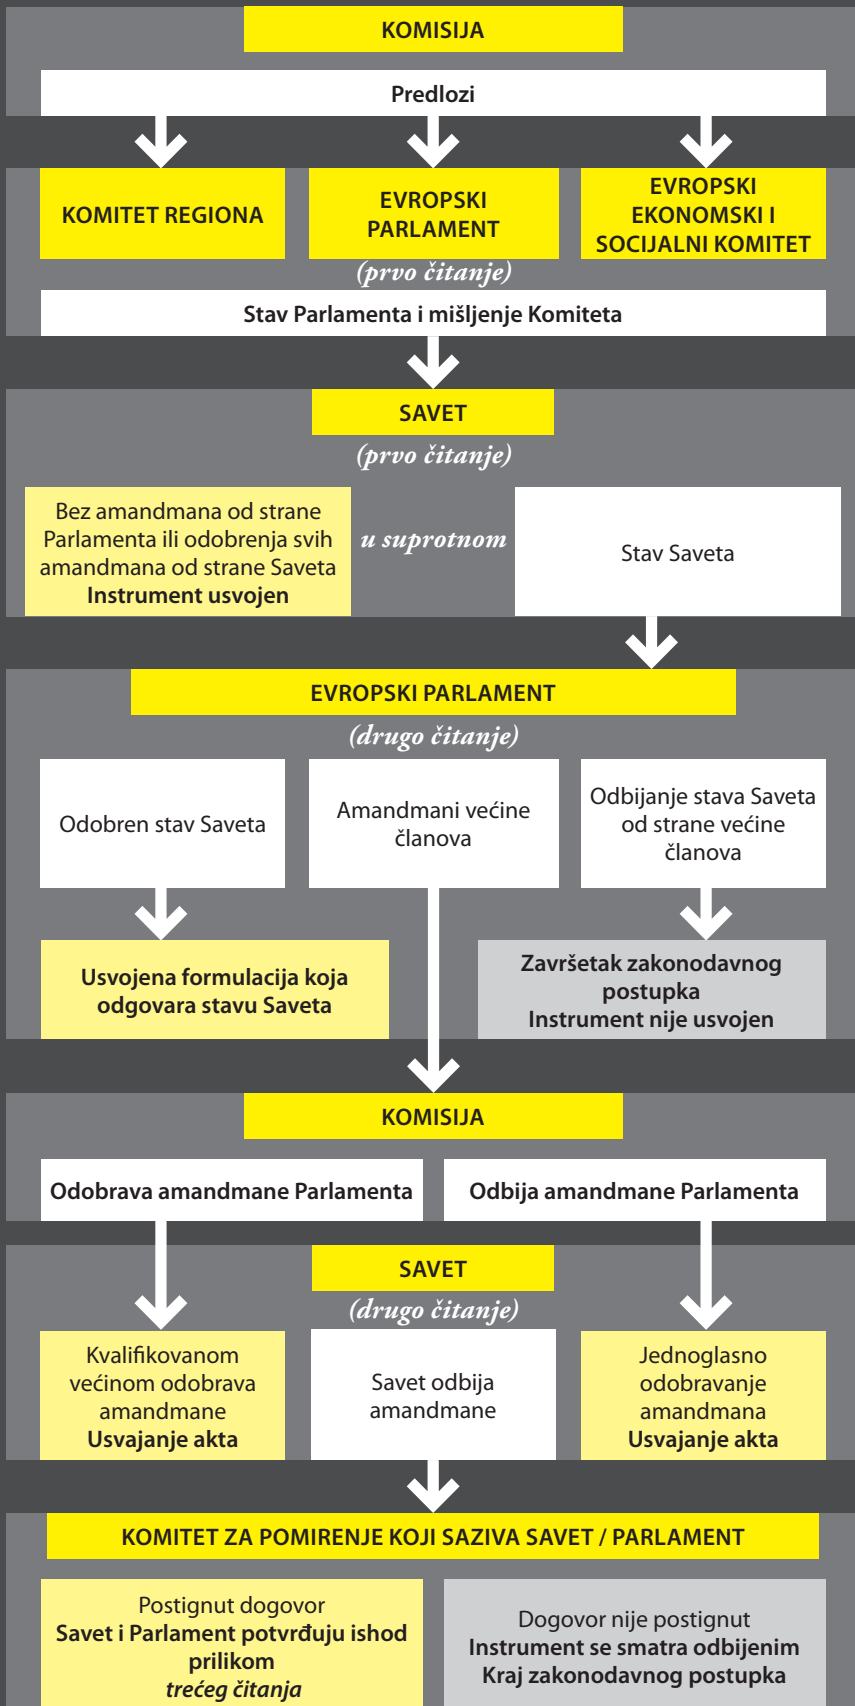 KOMISIJA
Predlozi
KOMITET REGIONA
EVROPSKI
PARLAMENT
EVROPSKI
EKONOMSKI I
SOCIJALNI KOMITET
(prvo čitanje)
Stav Parlamenta i mišljenje Komiteta
SAVET
(prvo čitanje)
Bez amandmana od strane
Parlamenta ili odobrenja svih
amandmana od strane Saveta
Instrument usvojen
u suprotnom
Stav Saveta
EVROPSKI PARLAMENT
(drugo čitanje)
Odobren stav Saveta
Amandmani većine
članova
Odbijanje stava Saveta
od strane većine
članova
Usvojena formulacija koja
odgovara stavu Saveta
Završetak zakonodavnog
postupka
Instrument nije usvojen
KOMISIJA
Odobrava amandmane Parlamenta
Odbija amandmane Parlamenta
SAVET
(drugo čitanje)
Kvalifikovanom
većinom odobrava
amandmane
Usvajanje akta
Savet odbija
amandmane
Jednoglasno
odobravanje
amandmana
Usvajanje akta
KOMITET ZA POMIRENJE KOJI SAZIVA SAVET / PARLAMENT
Postignut dogovor
Savet i Parlament potvrđuju ishod
prilikom
trećeg čitanja
Dogovor nije postignut
Instrument se smatra odbijenim
Kraj zakonodavnog postupka